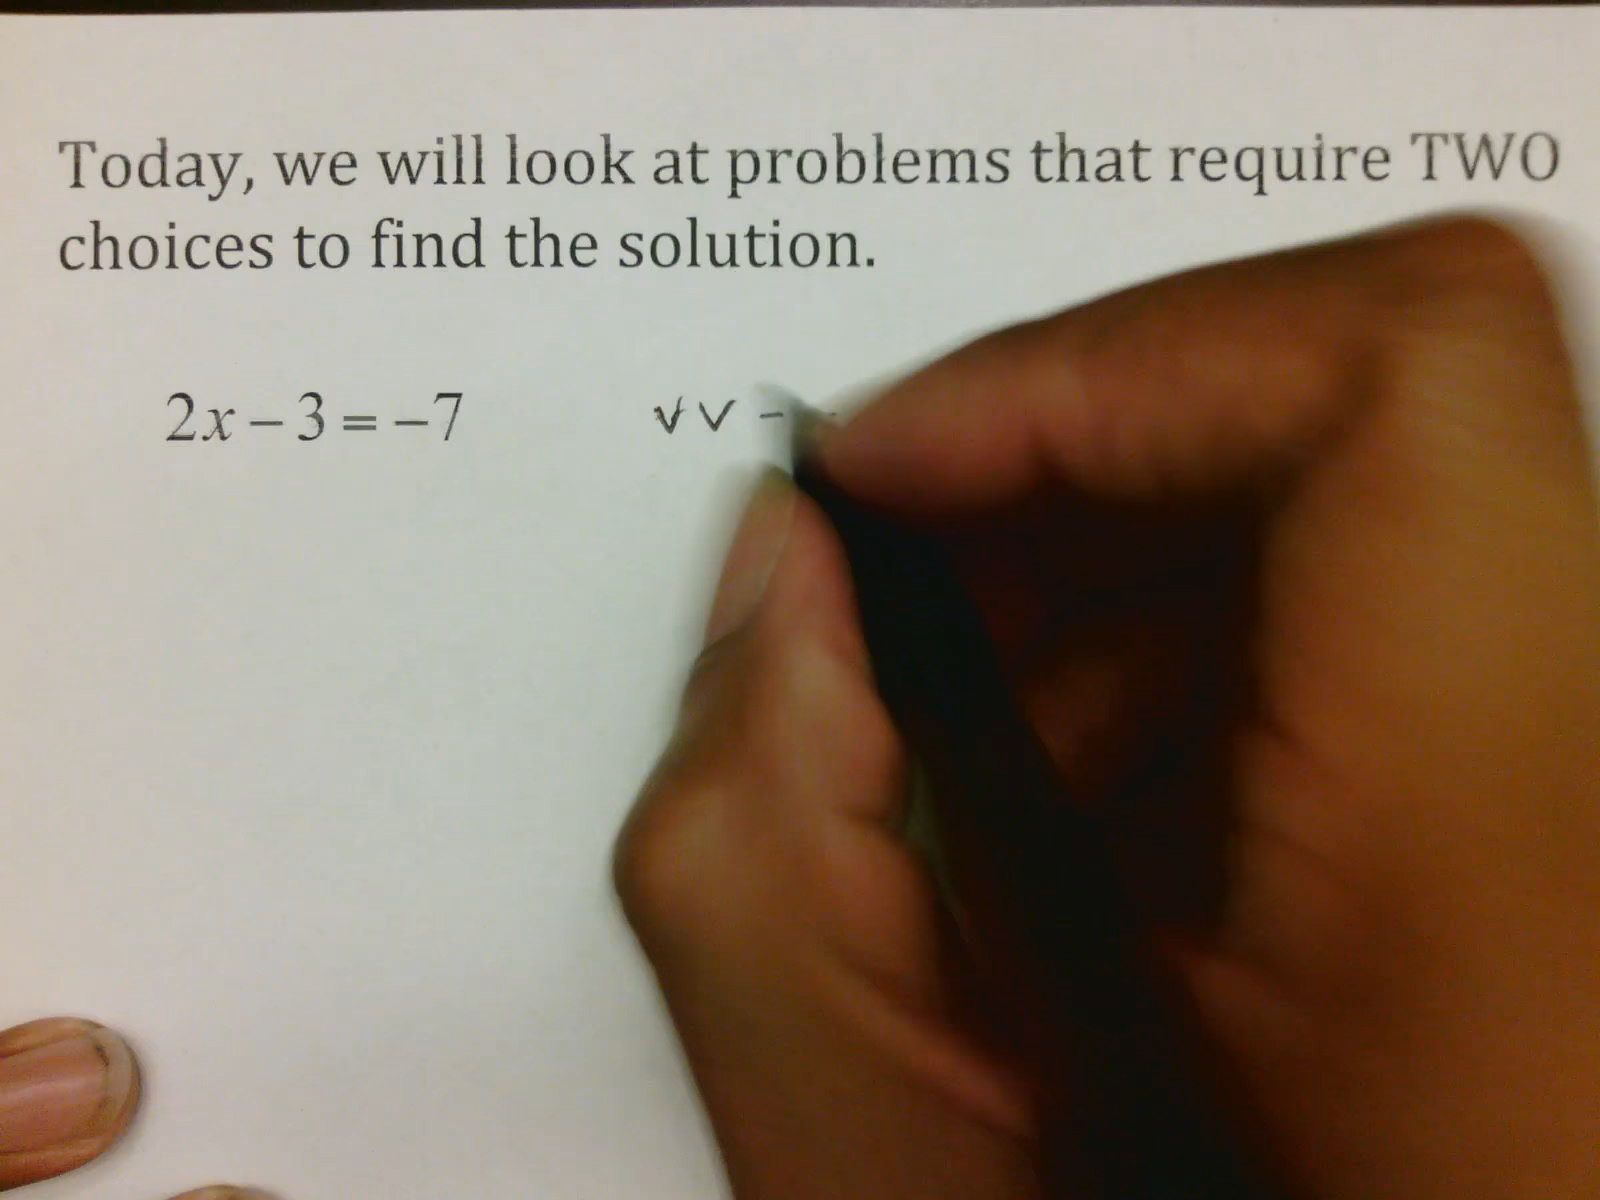 Today, we will look at problems that require TWO
choices to find the solution.
2x – 3 = –7